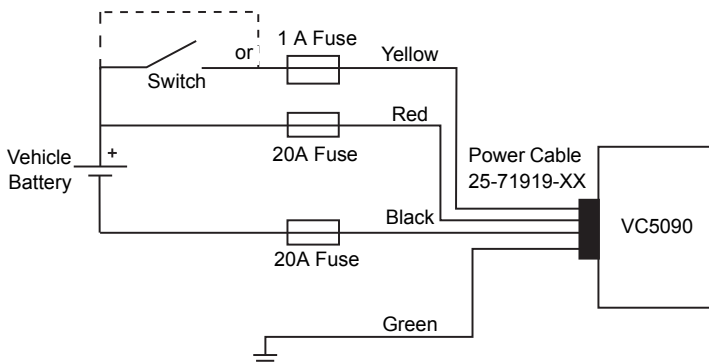 1 A Fuse
or
Yellow
Switch
Red
20A Fuse
Vehicle
Battery
+
Power Cable
25-71919-XX
Black
VC5090
20A Fuse
Green